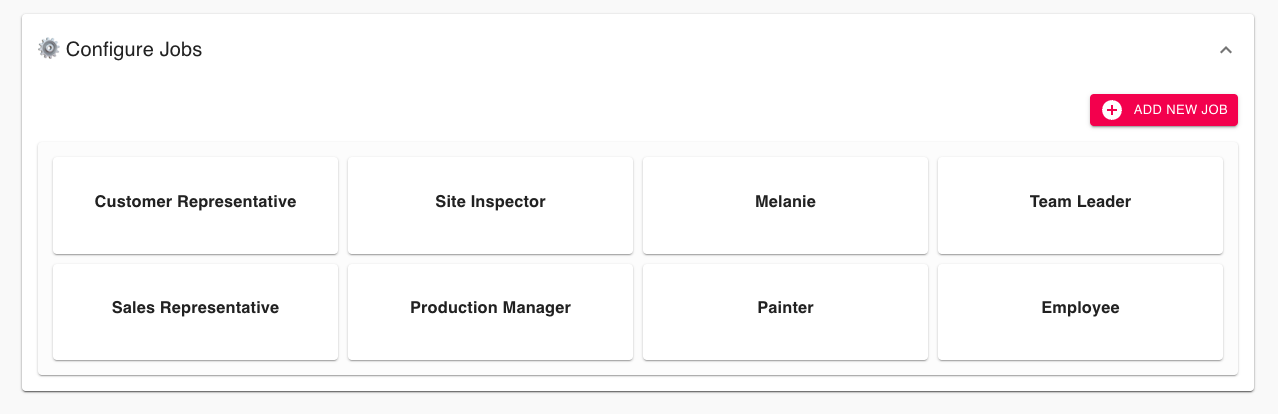 Configure Jobs
ADD NEW JOB
Customer Representative
Site Inspector
Melanie
Team Leader
Sales Representative
Production Manager
Painter
Employee